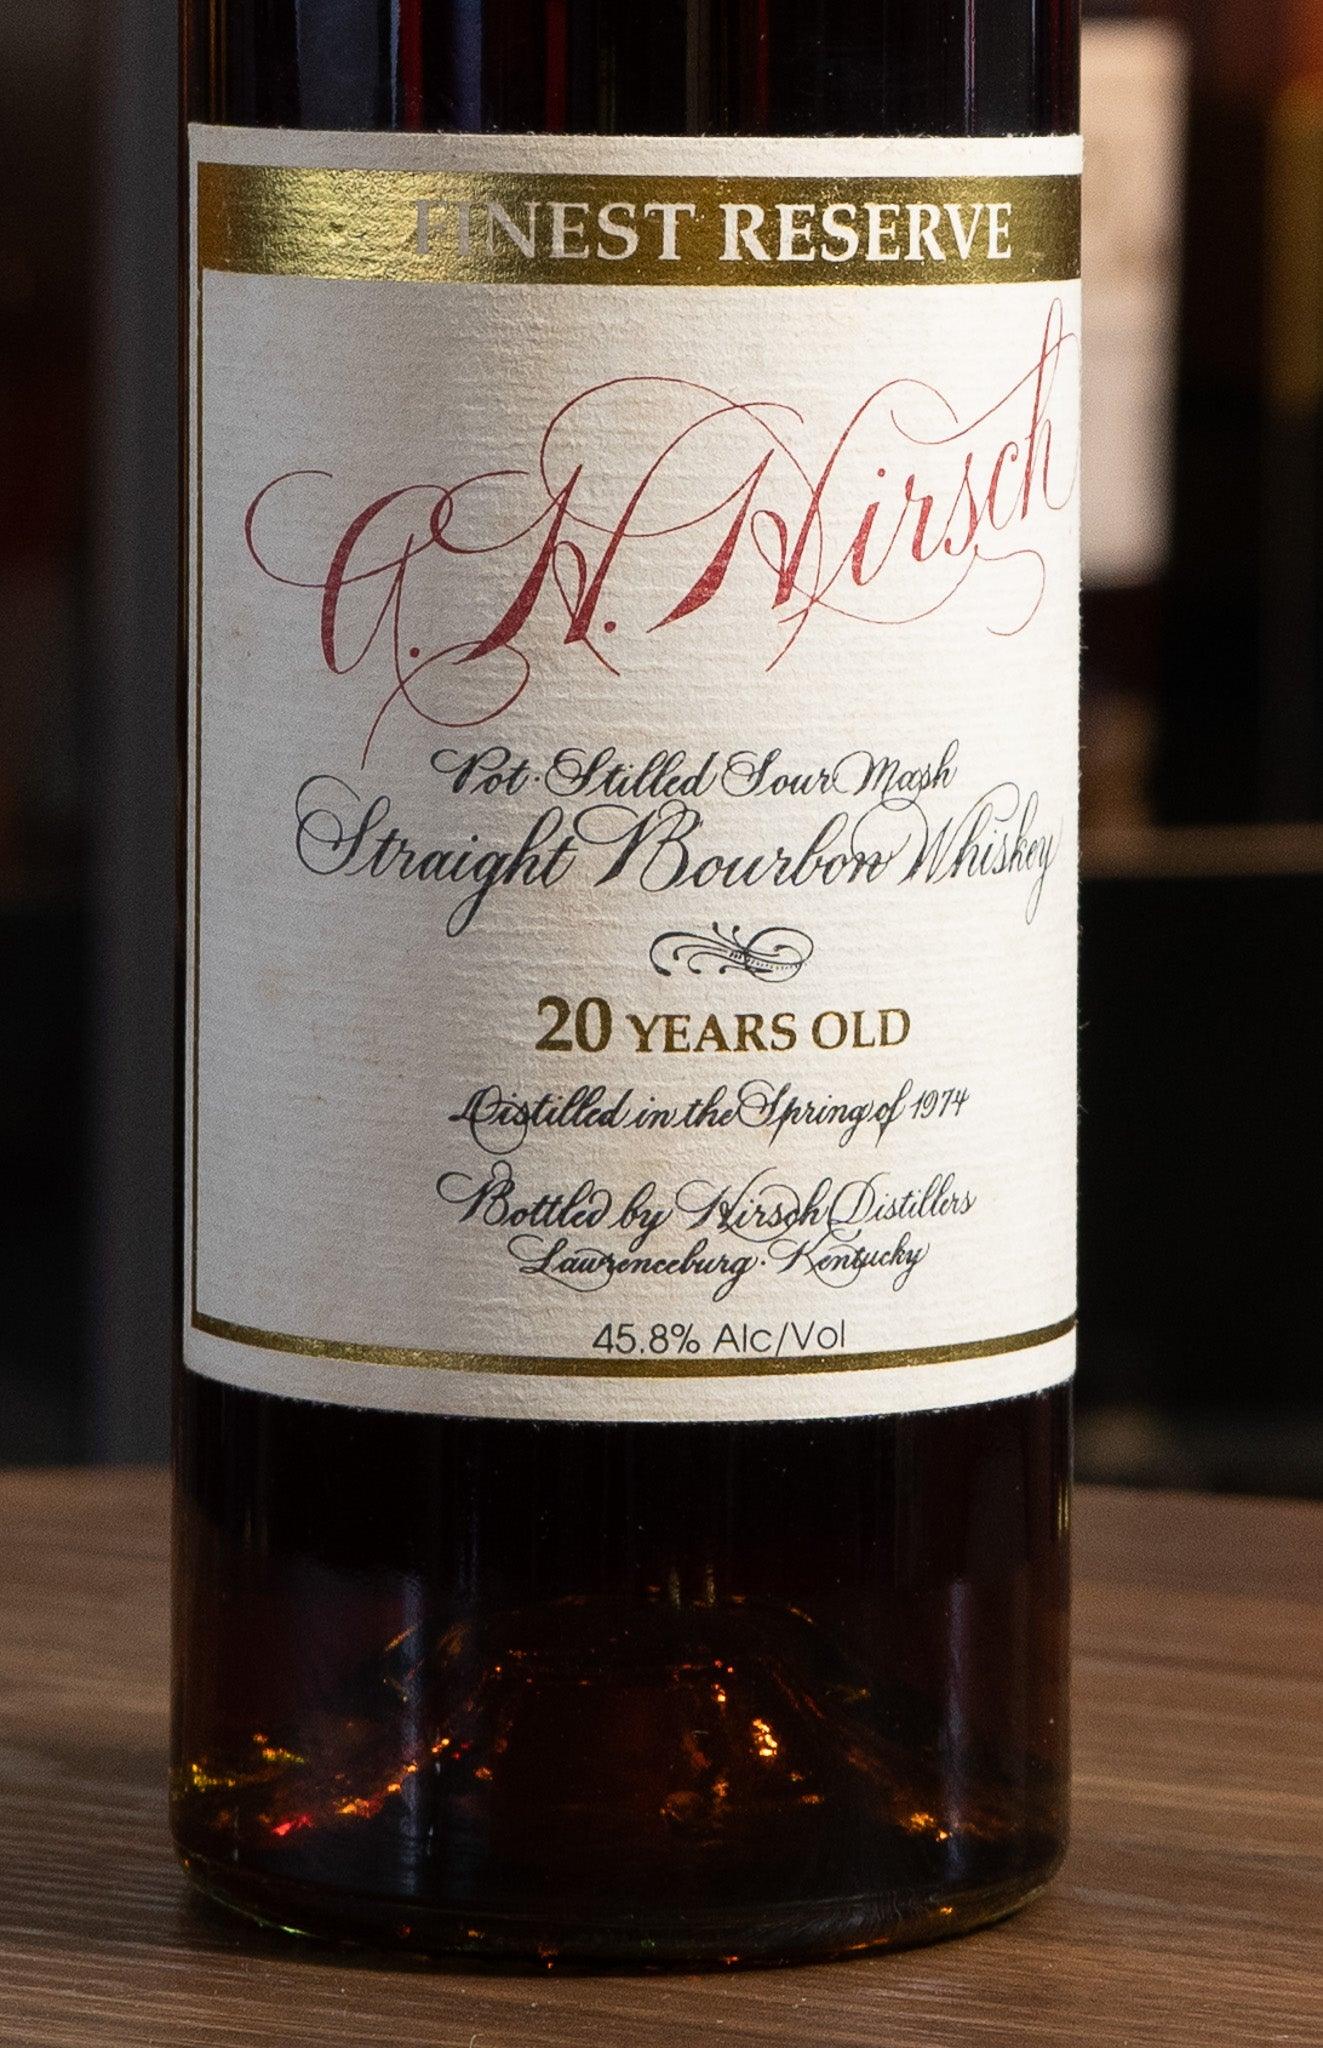 FINEST RESERVE
A. H. Hirsch
Pot-Stilled Sour Mash
Straight Bourbon Whiskey
20 YEARS OLD
Distilled in the Spring of 1974
Bottled by Hirsch Distillers
Lawrenceburg · Kentucky
45.8% Alc/Vol